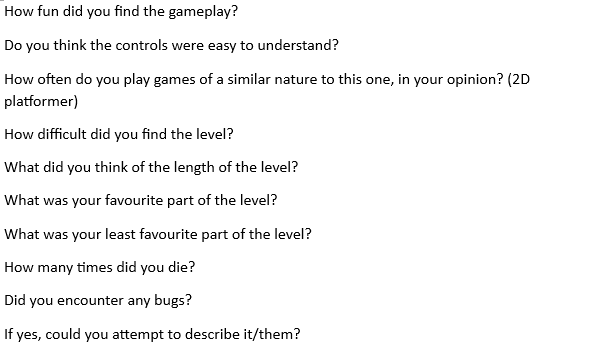 How fun did you find the gameplay?
Do you think the controls were easy to understand?
How often do you play games of a similar nature to this one, in your opinion? (2D
platformer)
How difficult did you find the level?
What did you think of the length of the level?
What was your favourite part of the level?
What was your least favourite part of the level?
How many times did you die?
Did you encounter any bugs?
If yes, could you attempt to describe it/them?